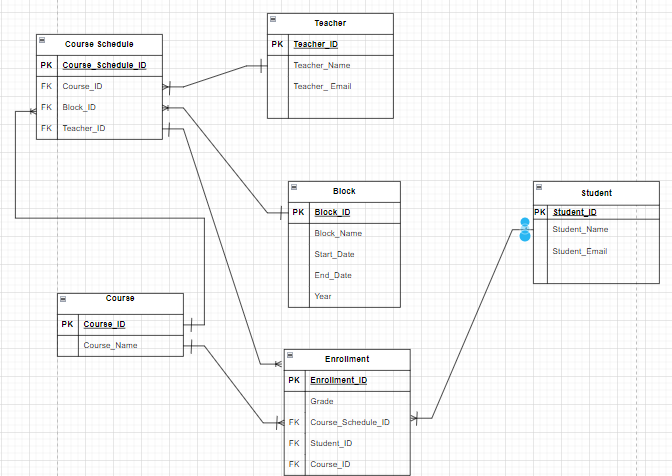 Teacher
PK Teacher_ID
Teacher_Name
Teacher_ Email
Course Schedule
PK Course_Schedule_ID
FK Course_ID
FK Block_ID
FK Teacher_ID
Block
PK Block_ID
Block_Name
Start_Date
End_Date
Year
Student
PK Student_ID
Student_Name
Student_Email
Course
PK Course_ID
Course_Name
Enrollment
PK Enrollment_ID
Grade
FK Course_Schedule_ID
FK Student_ID
FK Course_ID